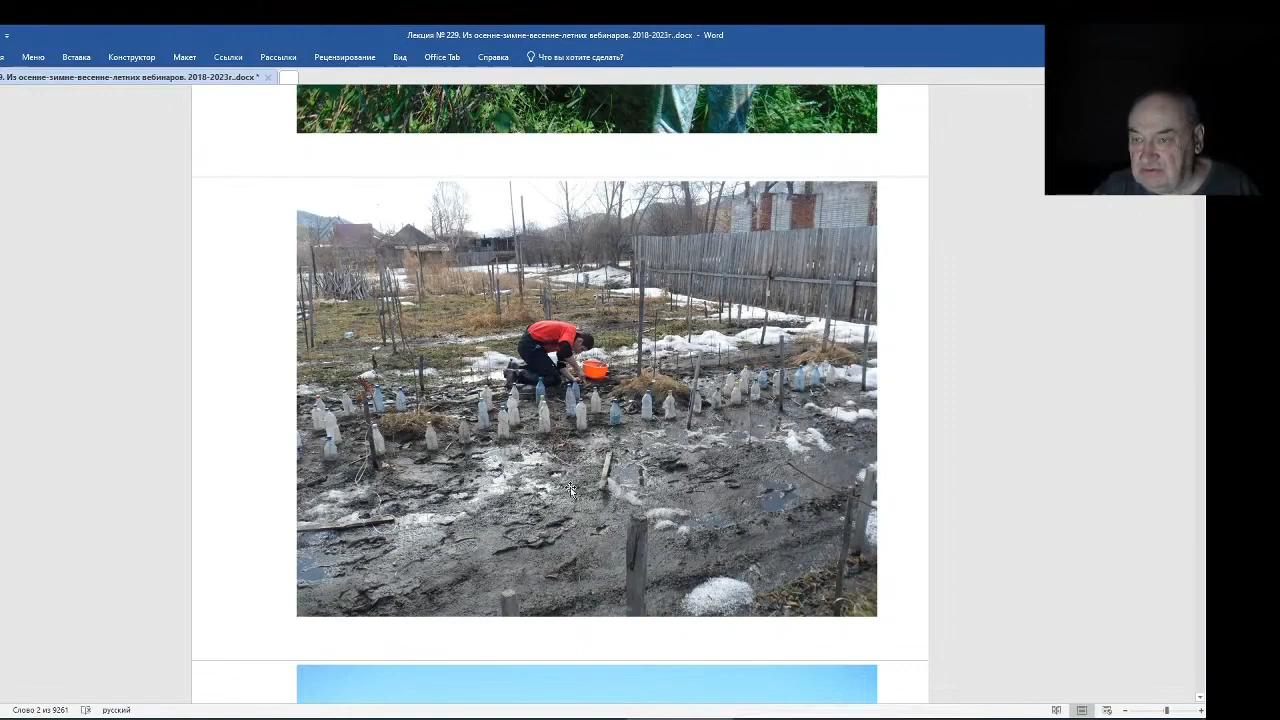 Лекция № 229. Из осенне-зимне-весенне-летних вебинаров. 2018-2023г..docx - Word
Меню Вставка Конструктор Макет Ссылки Рассылки Рецензирование Вид Office Tab Справка Что вы хотите сделать?
9. Из осенне-зимне-весенне-летних вебинаров. 2018-2023г..docx *
Слово 2 из 9261 русский